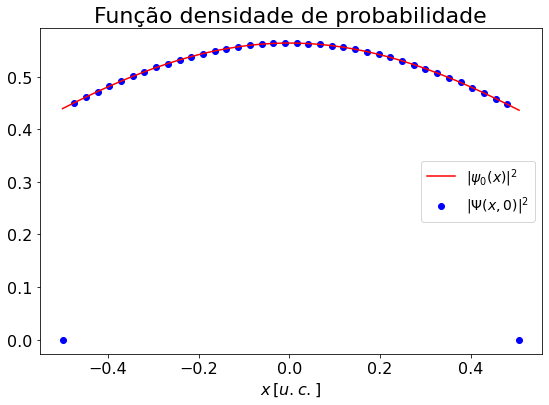 Função densidade de probabilidade
0.5
0.4
0.3
0.2
0.1
0.0
|ψ₀(x)|²
|Ψ(x, 0)|²
−0.4 −0.2 0.0 0.2 0.4
x [u. c. ]